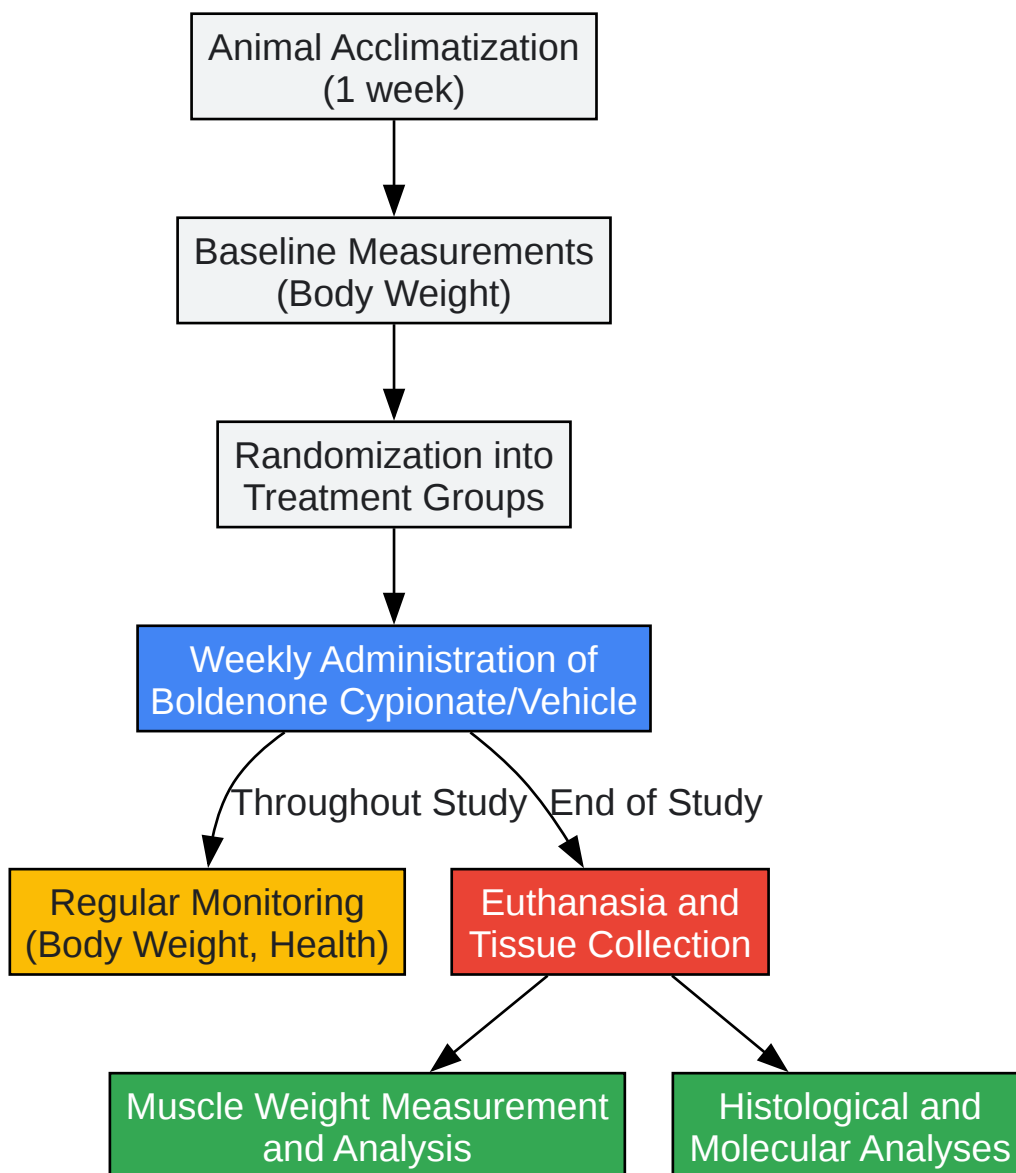 Animal Acclimatization
(1 week)
Baseline Measurements
(Body Weight)
Randomization into
Treatment Groups
Weekly Administration of
Boldenone Cypionate/Vehicle
Throughout Study
End of Study
Regular Monitoring
(Body Weight, Health)
Euthanasia and
Tissue Collection
Muscle Weight Measurement
and Analysis
Histological and
Molecular Analyses